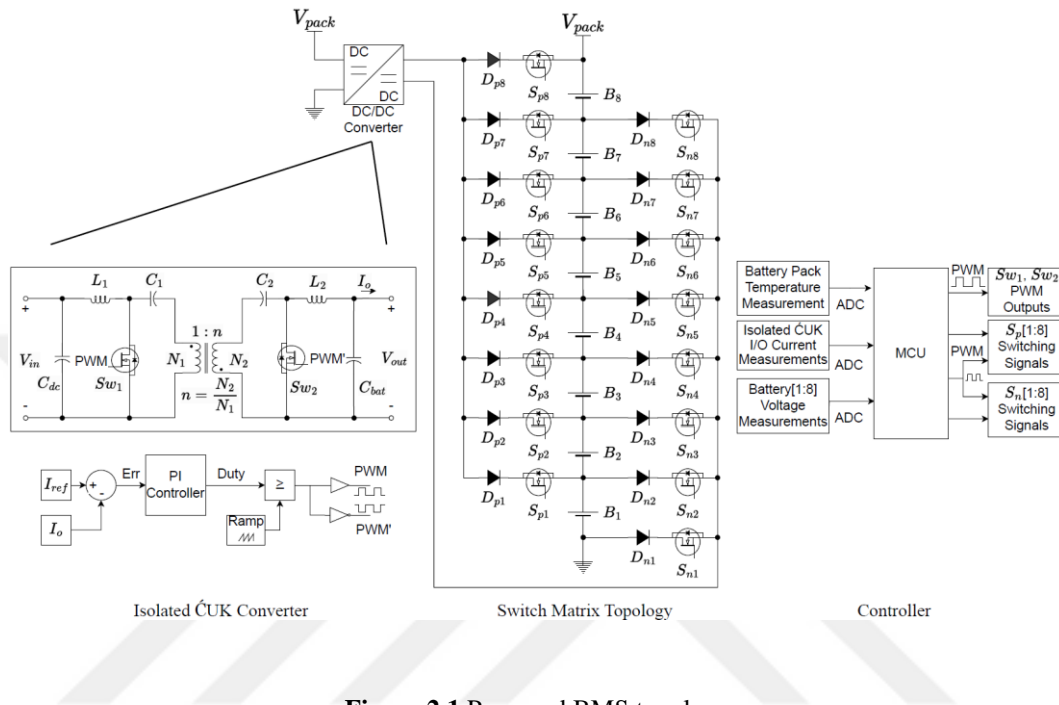 V_pack
V_pack
DC
DC
DC/DC
Converter
D_p8
S_p8
B_8
D_p7
S_p7
B_7
D_n8
S_n8
D_p6
S_p6
B_6
D_n7
S_n7
D_p5
S_p5
B_5
D_n6
S_n6
D_p4
S_p4
B_4
D_n5
S_n5
D_p3
S_p3
B_3
D_n4
S_n4
D_p2
S_p2
B_2
D_n3
S_n3
D_p1
S_p1
B_1
D_n2
S_n2
D_n1
S_n1
L_1
C_1
C_2
L_2
I_o
+
+
1 : n
V_in
C_dc
PWM
Sw_1
N_1
N_2
PWM'
Sw_2
C_bat
V_out
n = N_2/N_1
-
-
I_ref
+
-
Err
PI
Controller
Duty
≥
PWM
PWM'
I_o
Ramp
Battery Pack
Temperature
Measurement
ADC
Isolated ĆUK
I/O Current
Measurements
ADC
Battery[1:8]
Voltage
Measurements
ADC
MCU
PWM
Sw_1, Sw_2
PWM
Outputs
PWM
S_p[1:8]
Switching
Signals
S_n[1:8]
Switching
Signals
Isolated ĆUK Converter
Switch Matrix Topology
Controller